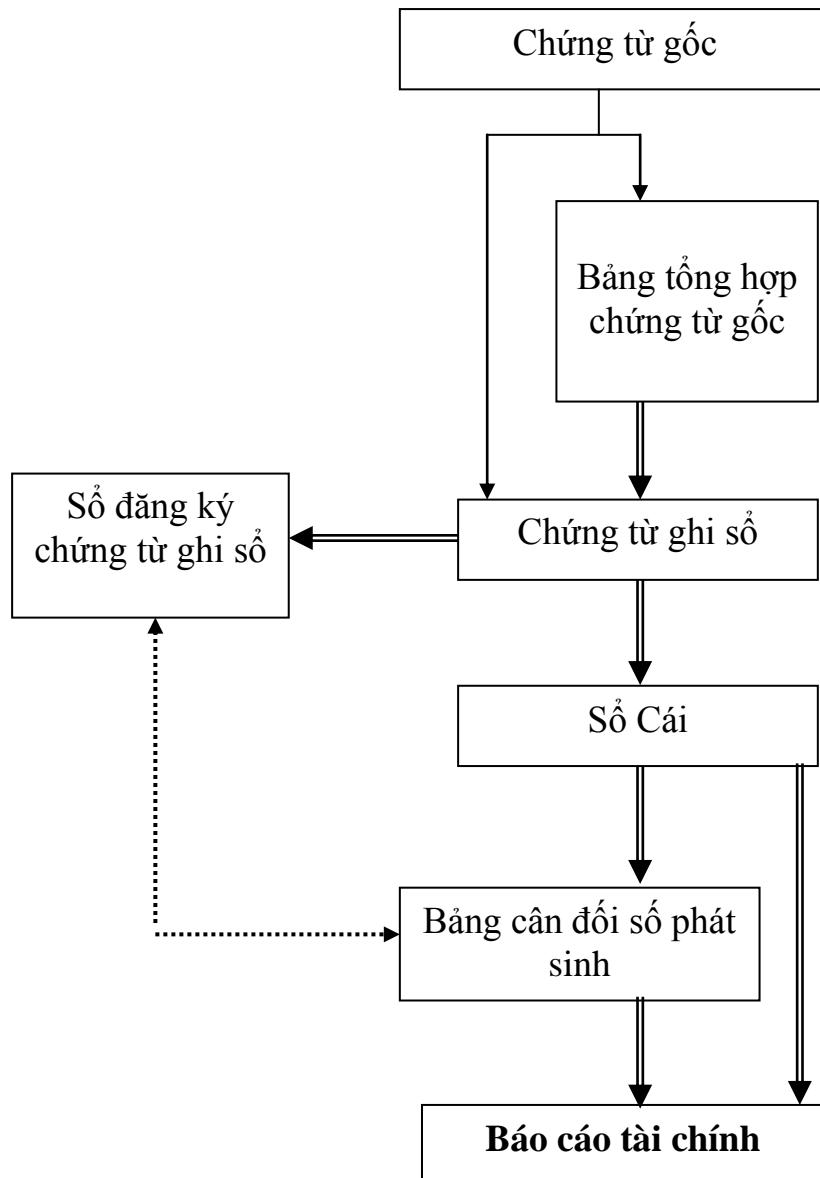 Chứng từ gốc
Bảng tổng hợp
chứng từ gốc
Sổ đăng ký
chứng từ ghi sổ
Chứng từ ghi sổ
Sổ Cái
Bảng cân đối số phát
sinh
Báo cáo tài chính